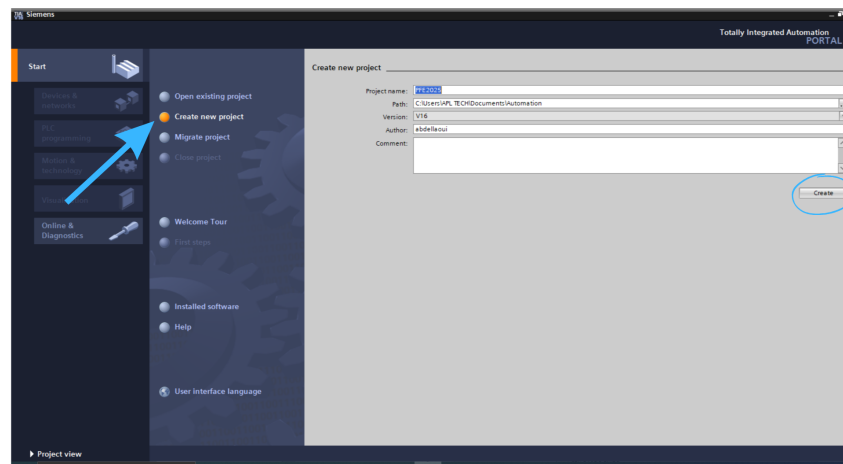 Siemens
Totally Integrated Automation
PORTAL
Start
Devices &
networks
PLC
programming
Motion &
technology
Online &
Diagnostics
Open existing project
Create new project
Migrate project
Close project
Welcome Tour
First steps
Installed software
Help
User interface language
Create new project
Project name: PFE2025
Path: C:\Users\APL TECH\Documents\Automation
Version: V16
Author: abdellaoui
Comment:
Create
Project view